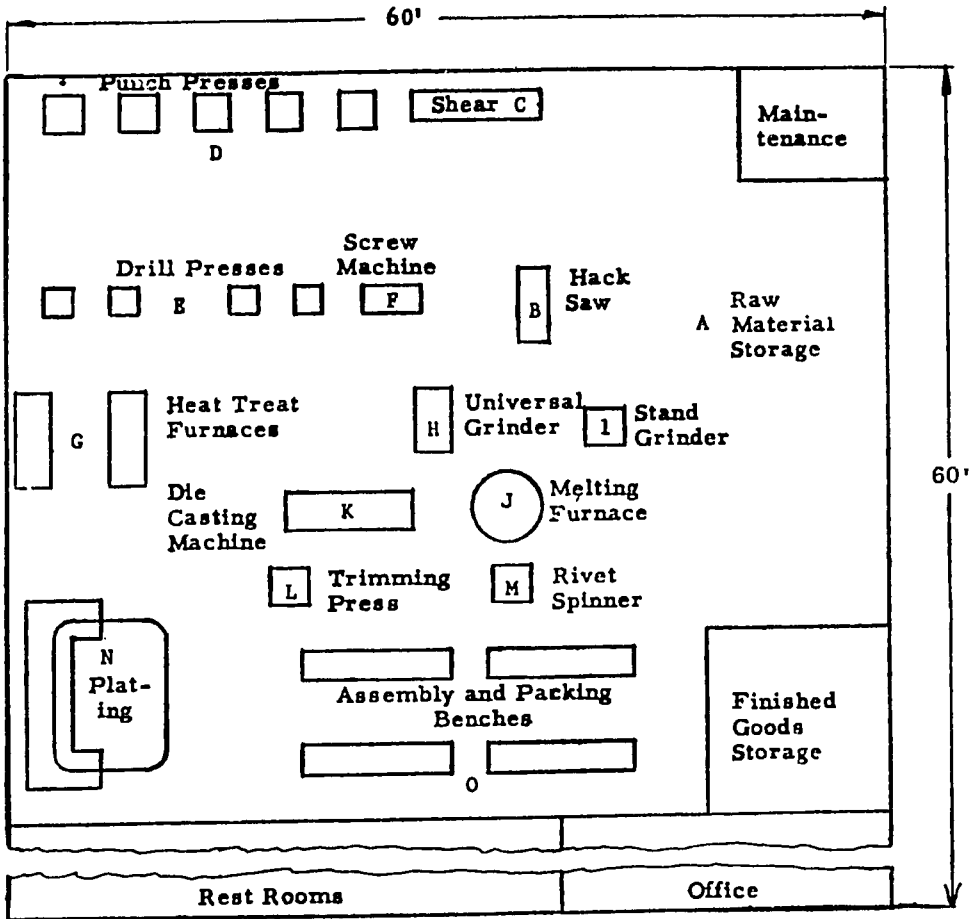 60'
Punch Presses
Shear C
D
Main-
tenance
Screw
Machine
Drill Presses
E
F
B
Hack
Saw
A
Raw
Material
Storage
G
Heat Treat
Furnaces
H
Universal
Grinder
1
Stand
Grinder
60'
Die
Casting
Machine
K
J
Melting
Furnace
L
Trimming
Press
M
Rivet
Spinner
N
Plat-
ing
Assembly and Packing
Benches
O
Finished
Goods
Storage
Rest Rooms
Office